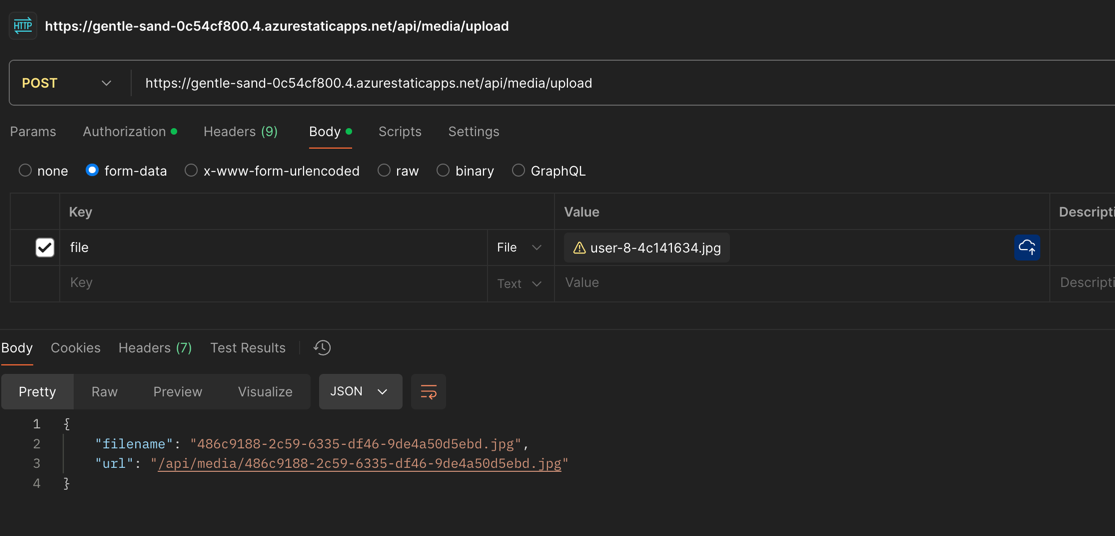 HTTP https://gentle-sand-0c54cf800.4.azurestaticapps.net/api/media/upload
POST https://gentle-sand-0c54cf800.4.azurestaticapps.net/api/media/upload
Params Authorization Headers (9) Body Scripts Settings
none form-data x-www-form-urlencoded raw binary GraphQL
Key Value Descripti
file File user-8-4c141634.jpg
Key Text Value Descripti
Body Cookies Headers (7) Test Results
Pretty Raw Preview Visualize JSON
1 {
2 "filename": "486c9188-2c59-6335-df46-9de4a50d5ebd.jpg",
3 "url": "/api/media/486c9188-2c59-6335-df46-9de4a50d5ebd.jpg"
4 }